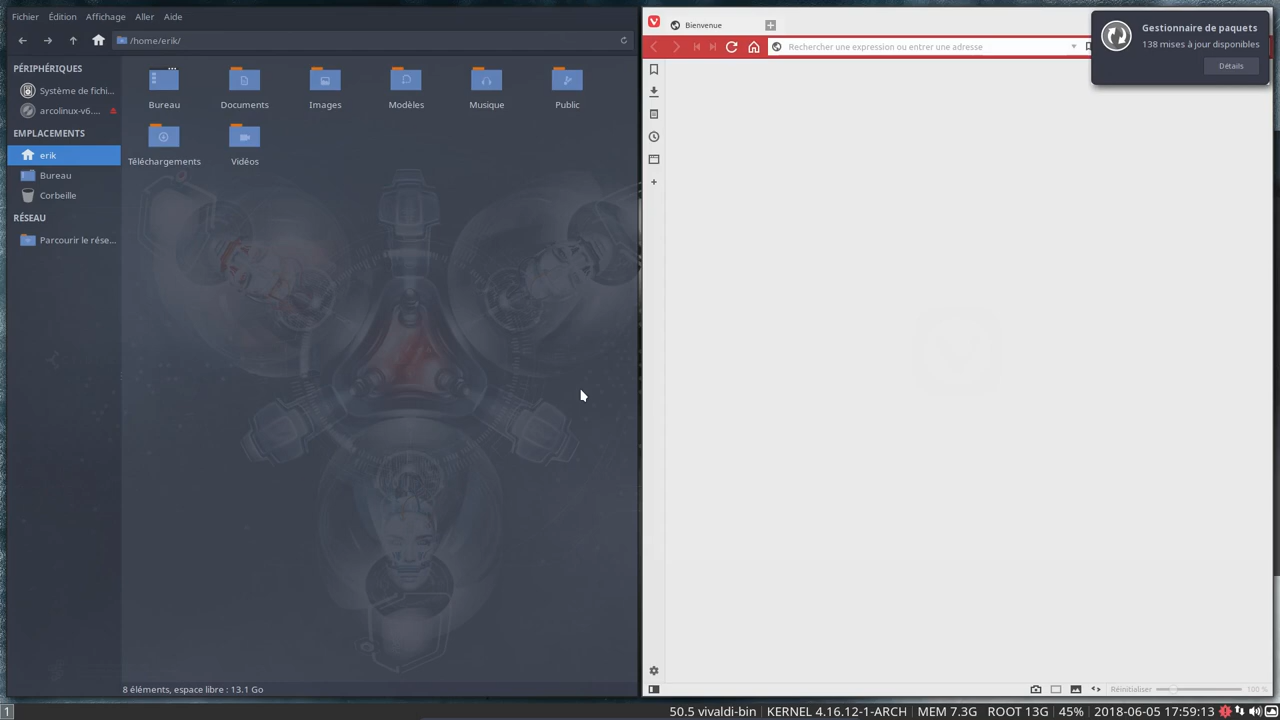 Fichier Édition Affichage Aller Aide
/home/erik/
PÉRIPHÉRIQUES
Système de fichi...
arcolinux-v6....
EMPLACEMENTS
erik
Bureau
Corbeille
RÉSEAU
Parcourir le rése...
Bureau Documents Images Modèles Musique Public
Téléchargements Vidéos
8 éléments, espace libre : 13.1 Go
Bienvenue
Rechercher une expression ou entrer une adresse
Gestionnaire de paquets
138 mises à jour disponibles
Détails
Réinitialiser 100 %
1 50.5 vivaldi-bin KERNEL 4.16.12-1-ARCH MEM 7.3G ROOT 13G 45% 2018-06-05 17:59:13